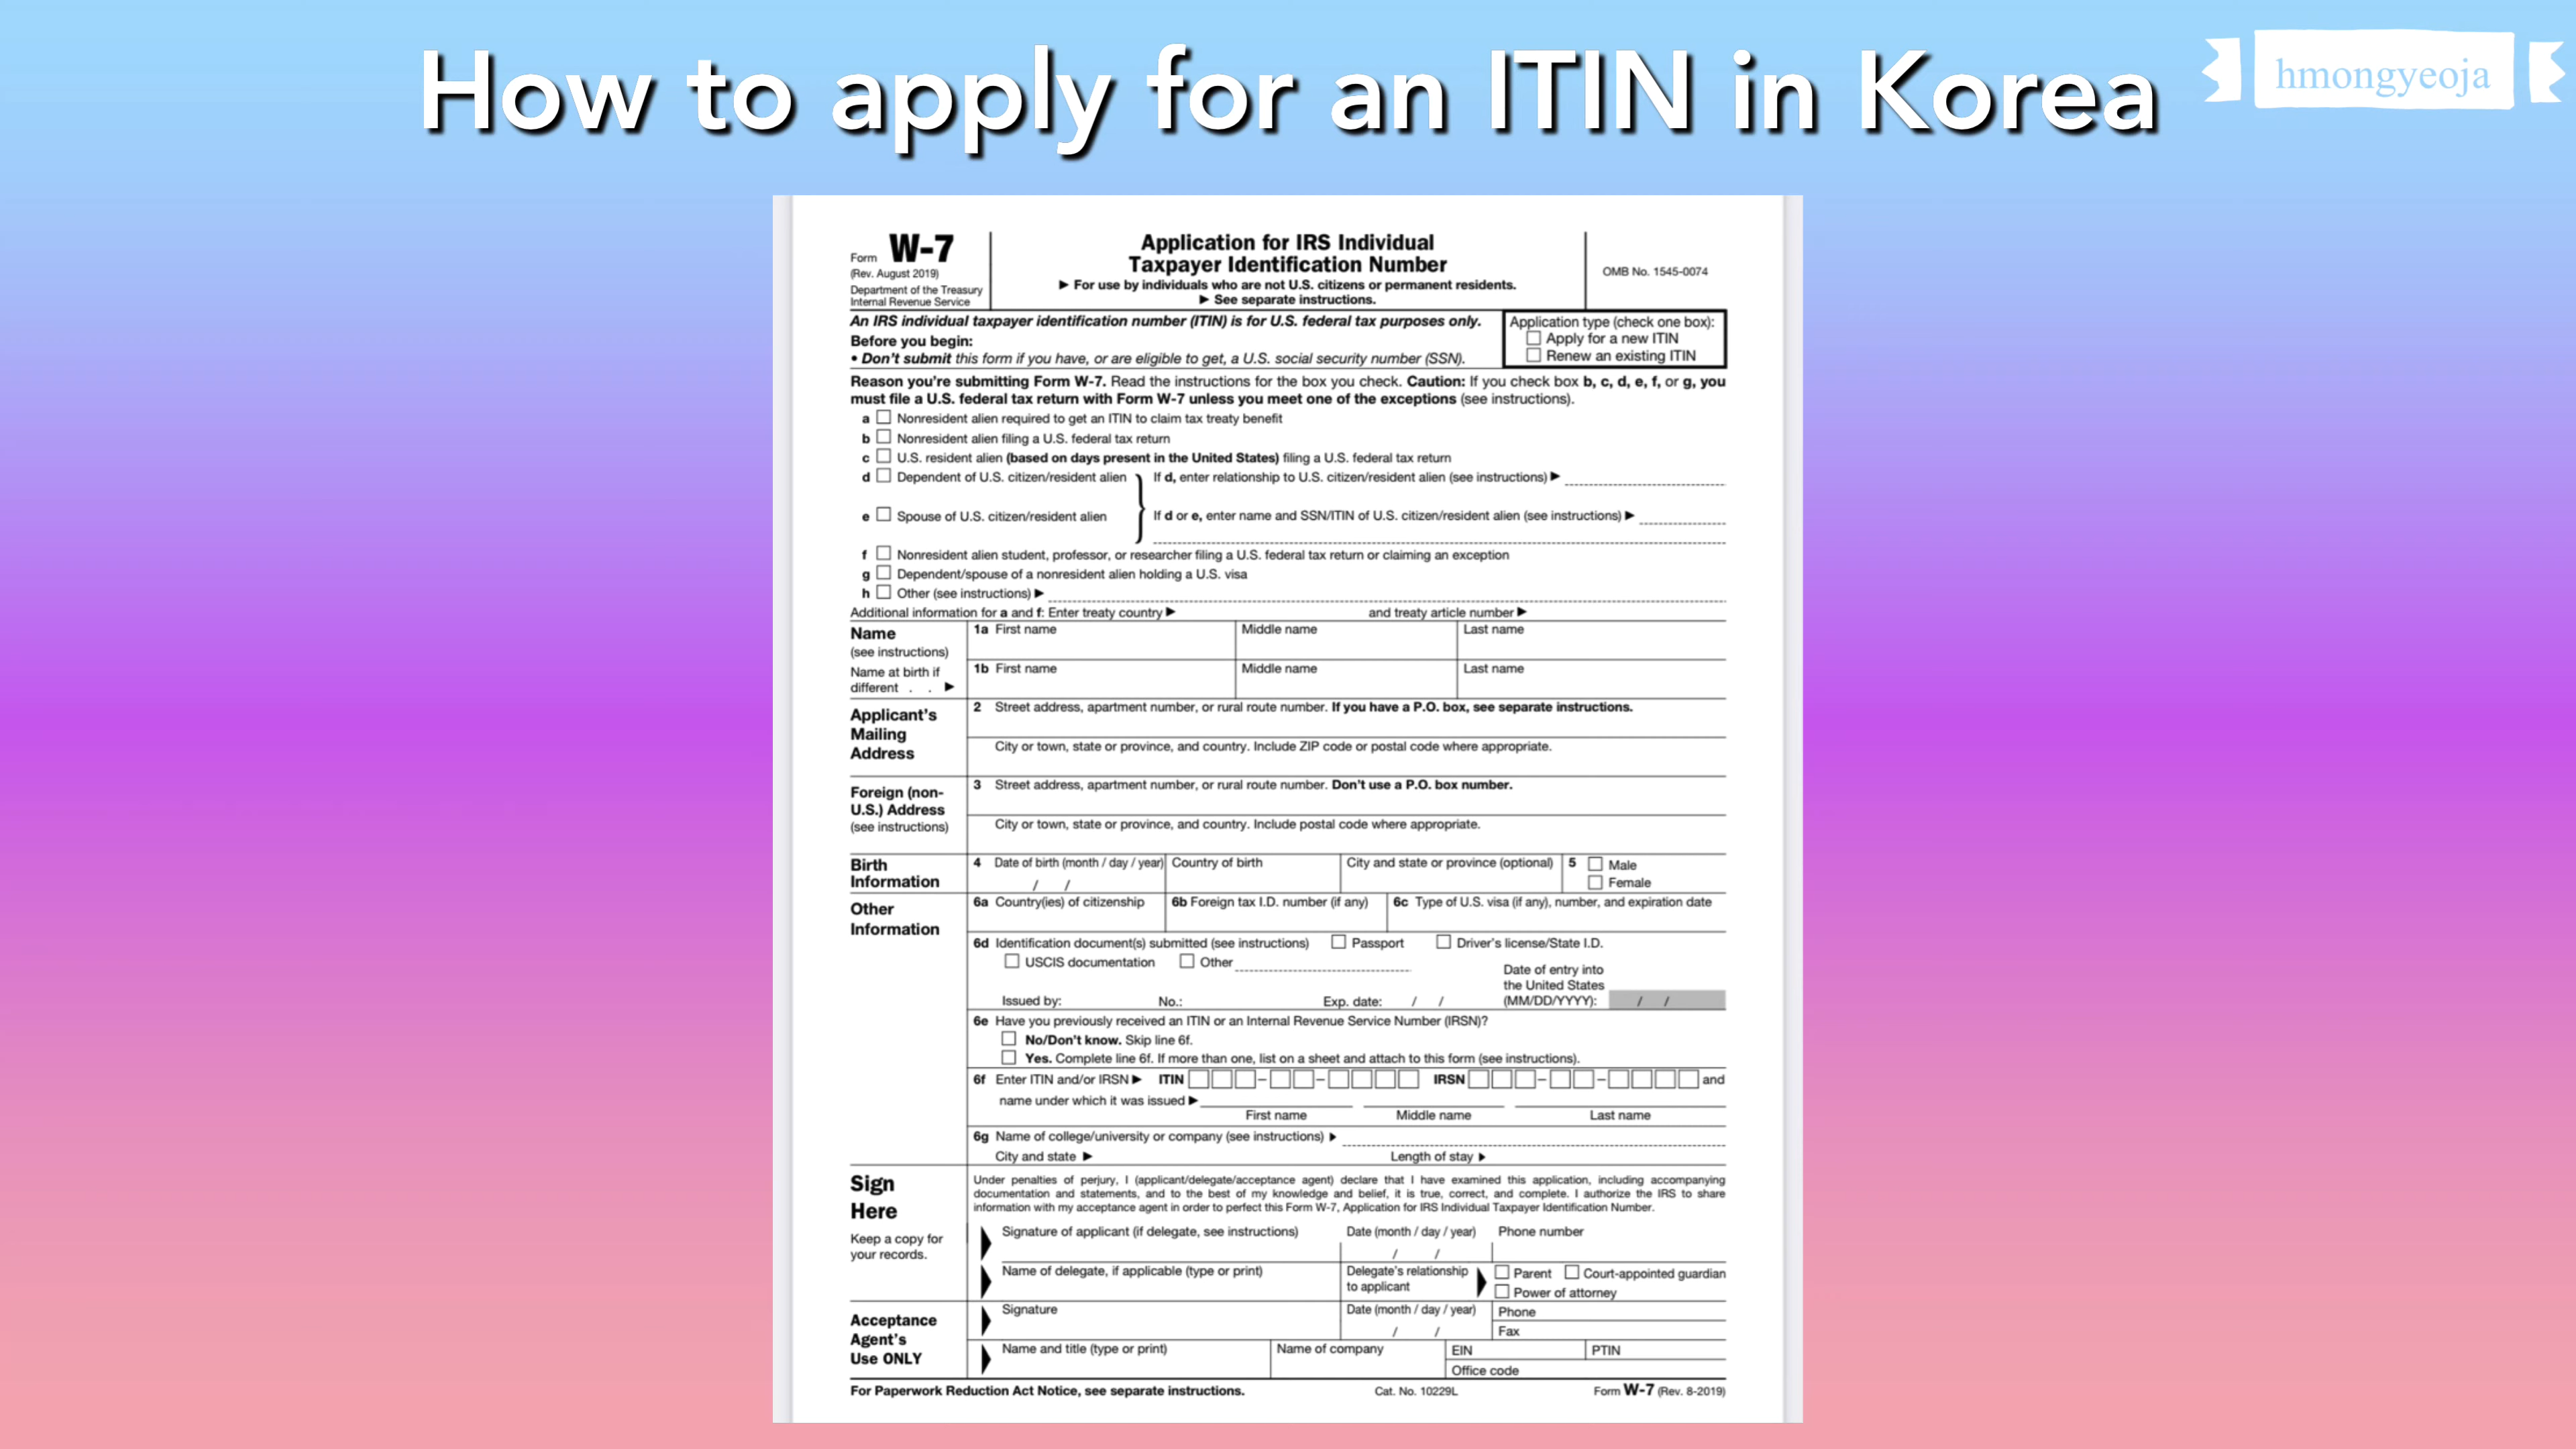 How to apply for an ITIN in Korea
hmongyeoja
Form W-7
(Rev. August 2019)
Department of the Treasury
Internal Revenue Service
Application for IRS Individual
Taxpayer Identification Number
▶ For use by individuals who are not U.S. citizens or permanent residents.
▶ See separate instructions.
OMB No. 1545-0074
An IRS individual taxpayer identification number (ITIN) is for U.S. federal tax purposes only.
Before you begin:
• Don't submit this form if you have, or are eligible to get, a U.S. social security number (SSN).
Application type (check one box):
Apply for a new ITIN
Renew an existing ITIN
Reason you're submitting Form W-7. Read the instructions for the box you check. Caution: If you check box b, c, d, e, f, or g, you
must file a U.S. federal tax return with Form W-7 unless you meet one of the exceptions (see instructions).
a Nonresident alien required to get an ITIN to claim tax treaty benefit
b Nonresident alien filing a U.S. federal tax return
c U.S. resident alien (based on days present in the United States) filing a U.S. federal tax return
d Dependent of U.S. citizen/resident alien If d, enter relationship to U.S. citizen/resident alien (see instructions) ▶
e Spouse of U.S. citizen/resident alien If d or e, enter name and SSN/ITIN of U.S. citizen/resident alien (see instructions) ▶
f Nonresident alien student, professor, or researcher filing a U.S. federal tax return or claiming an exception
g Dependent/spouse of a nonresident alien holding a U.S. visa
h Other (see instructions) ▶
Additional information for a and f: Enter treaty country ▶ and treaty article number ▶
Name
(see instructions)
1a First name Middle name Last name
Name at birth if
different . . ▶
1b First name Middle name Last name
Applicant's
Mailing
Address
2 Street address, apartment number, or rural route number. If you have a P.O. box, see separate instructions.
City or town, state or province, and country. Include ZIP code or postal code where appropriate.
Foreign (non-
U.S.) Address
(see instructions)
3 Street address, apartment number, or rural route number. Don't use a P.O. box number.
City or town, state or province, and country. Include postal code where appropriate.
Birth
Information
4 Date of birth (month / day / year) Country of birth City and state or province (optional) 5 Male
/ / Female
Other
Information
6a Country(ies) of citizenship 6b Foreign tax I.D. number (if any) 6c Type of U.S. visa (if any), number, and expiration date
6d Identification document(s) submitted (see instructions) Passport Driver's license/State I.D.
USCIS documentation Other
Date of entry into
the United States
Issued by: No.: Exp. date: / / (MM/DD/YYYY): / /
6e Have you previously received an ITIN or an Internal Revenue Service Number (IRSN)?
No/Don't know. Skip line 6f.
Yes. Complete line 6f. If more than one, list on a sheet and attach to this form (see instructions).
6f Enter ITIN and/or IRSN ▶ ITIN – – IRSN – – and
name under which it was issued ▶
First name Middle name Last name
6g Name of college/university or company (see instructions) ▶
City and state ▶ Length of stay ▶
Sign
Here
Keep a copy for
your records.
Under penalties of perjury, I (applicant/delegate/acceptance agent) declare that I have examined this application, including accompanying
documentation and statements, and to the best of my knowledge and belief, it is true, correct, and complete. I authorize the IRS to share
information with my acceptance agent in order to perfect this Form W-7, Application for IRS Individual Taxpayer Identification Number.
Signature of applicant (if delegate, see instructions) Date (month / day / year) Phone number
/ /
Name of delegate, if applicable (type or print) Delegate's relationship
to applicant
Parent Court-appointed guardian
Power of attorney
Acceptance
Agent's
Use ONLY
Signature Date (month / day / year) Phone
/ / Fax
Name and title (type or print) Name of company EIN PTIN
Office code
For Paperwork Reduction Act Notice, see separate instructions. Cat. No. 10229L Form W-7 (Rev. 8-2019)